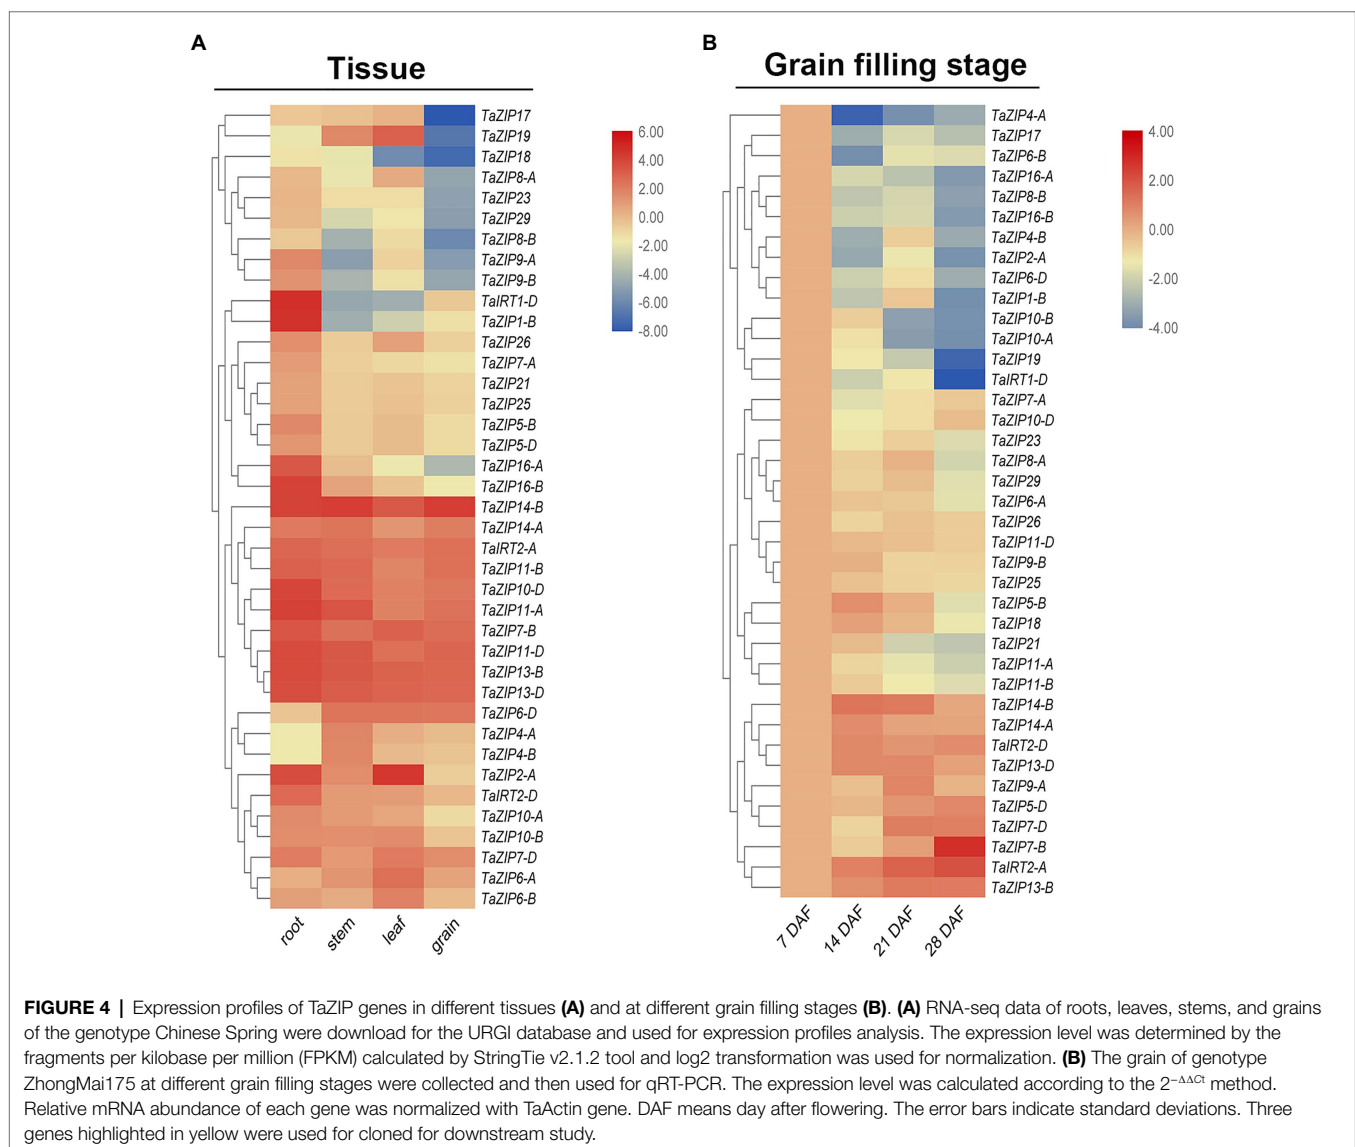 A
Tissue
TaZIP17
TaZIP19
TaZIP18
TaZIP8-A
TaZIP23
TaZIP29
TaZIP8-B
TaZIP9-A
TaZIP9-B
TaIRT1-D
TaZIP1-B
TaZIP26
TaZIP7-A
TaZIP21
TaZIP25
TaZIP5-B
TaZIP5-D
TaZIP16-A
TaZIP16-B
TaZIP14-B
TaZIP14-A
TaIRT2-A
TaZIP11-B
TaZIP10-D
TaZIP11-A
TaZIP7-B
TaZIP11-D
TaZIP13-B
TaZIP13-D
TaZIP6-D
TaZIP4-A
TaZIP4-B
TaZIP2-A
TaIRT2-D
TaZIP10-A
TaZIP10-B
TaZIP7-D
TaZIP6-A
TaZIP6-B
root
stem
leaf
grain
6.00
4.00
2.00
0.00
-2.00
-4.00
-6.00
-8.00
B
Grain filling stage
TaZIP4-A
TaZIP17
TaZIP6-B
TaZIP16-A
TaZIP8-B
TaZIP16-B
TaZIP4-B
TaZIP2-A
TaZIP6-D
TaZIP1-B
TaZIP10-B
TaZIP10-A
TaZIP19
TaIRT1-D
TaZIP7-A
TaZIP10-D
TaZIP23
TaZIP8-A
TaZIP29
TaZIP6-A
TaZIP26
TaZIP11-D
TaZIP9-B
TaZIP25
TaZIP5-B
TaZIP18
TaZIP21
TaZIP11-A
TaZIP11-B
TaZIP14-B
TaZIP14-A
TaIRT2-D
TaZIP13-D
TaZIP9-A
TaZIP5-D
TaZIP7-D
TaZIP7-B
TaIRT2-A
TaZIP13-B
7 DAF
14 DAF
21 DAF
28 DAF
4.00
2.00
0.00
-2.00
-4.00
FIGURE 4 | Expression profiles of TaZIP genes in different tissues (A) and at different grain filling stages (B). (A) RNA-seq data of roots, leaves, stems, and grains
of the genotype Chinese Spring were download for the URGI database and used for expression profiles analysis. The expression level was determined by the
fragments per kilobase per million (FPKM) calculated by StringTie v2.1.2 tool and log2 transformation was used for normalization. (B) The grain of genotype
ZhongMai175 at different grain filling stages were collected and then used for qRT-PCR. The expression level was calculated according to the 2−ΔΔCt method.
Relative mRNA abundance of each gene was normalized with TaActin gene. DAF means day after flowering. The error bars indicate standard deviations. Three
genes highlighted in yellow were used for cloned for downstream study.